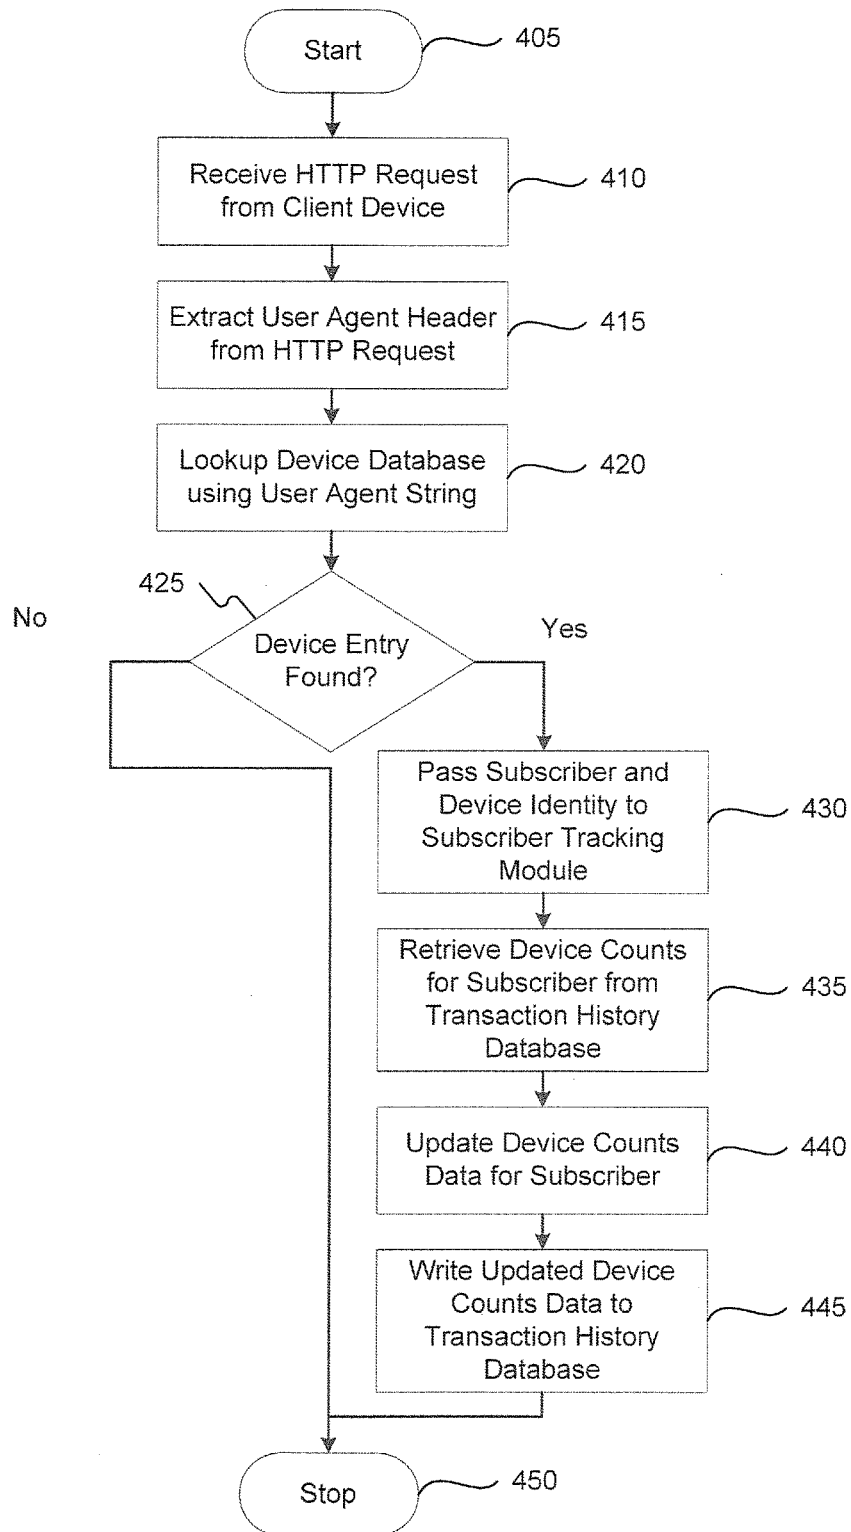 Start
405
Receive HTTP Request
from Client Device
410
Extract User Agent Header
from HTTP Request
415
Lookup Device Database
using User Agent String
420
425
No
Device Entry
Found?
Yes
Pass Subscriber and
Device Identity to
Subscriber Tracking
Module
430
Retrieve Device Counts
for Subscriber from
Transaction History
Database
435
Update Device Counts
Data for Subscriber
440
Write Updated Device
Counts Data to
Transaction History
Database
445
Stop
450